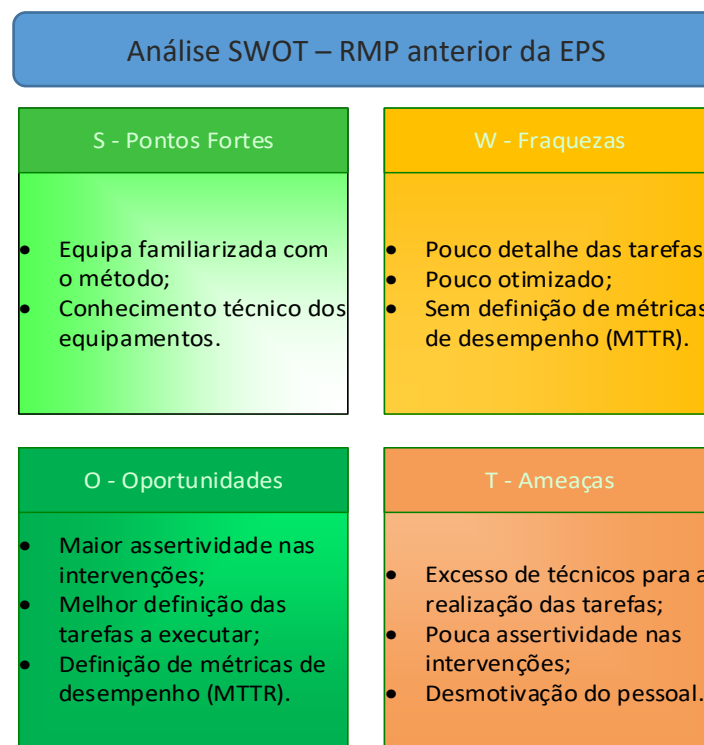 Análise SWOT – RMP anterior da EPS
S - Pontos Fortes
• Equipa familiarizada com
o método;
• Conhecimento técnico dos
equipamentos.
W - Fraquezas
• Pouco detalhe das tarefas
• Pouco otimizado;
• Sem definição de métricas
de desempenho (MTTR).
O - Oportunidades
• Maior assertividade nas
intervenções;
• Melhor definição das
tarefas a executar;
• Definição de métricas de
desempenho (MTTR).
T - Ameaças
• Excesso de técnicos para a
realização das tarefas;
• Pouca assertividade nas
intervenções;
• Desmotivação do pessoal.